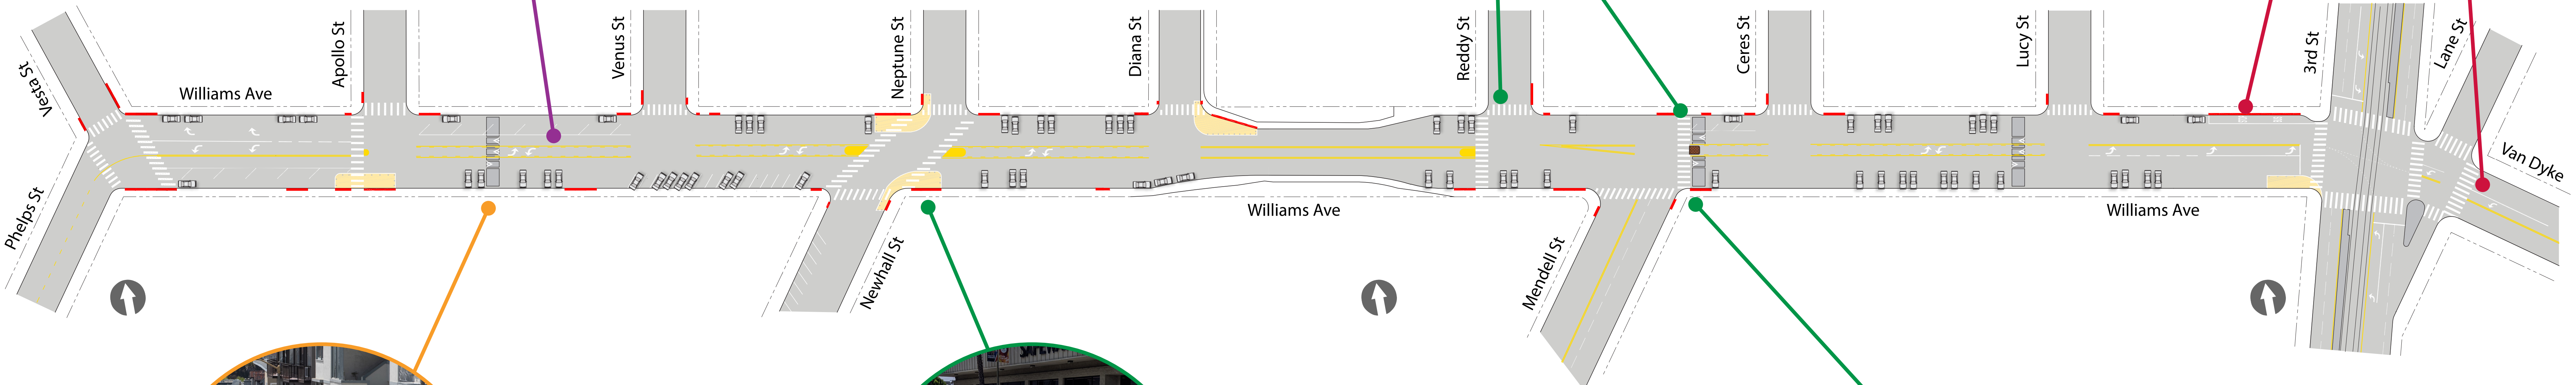 Vesta St
Phelps St
Williams Ave
Apollo St
Venus St
Neptune St
Newhall St
Diana St
Williams Ave
Reddy St
Mendell St
Ceres St
Lucy St
Williams Ave
3rd St
Lane St
Van Dyke